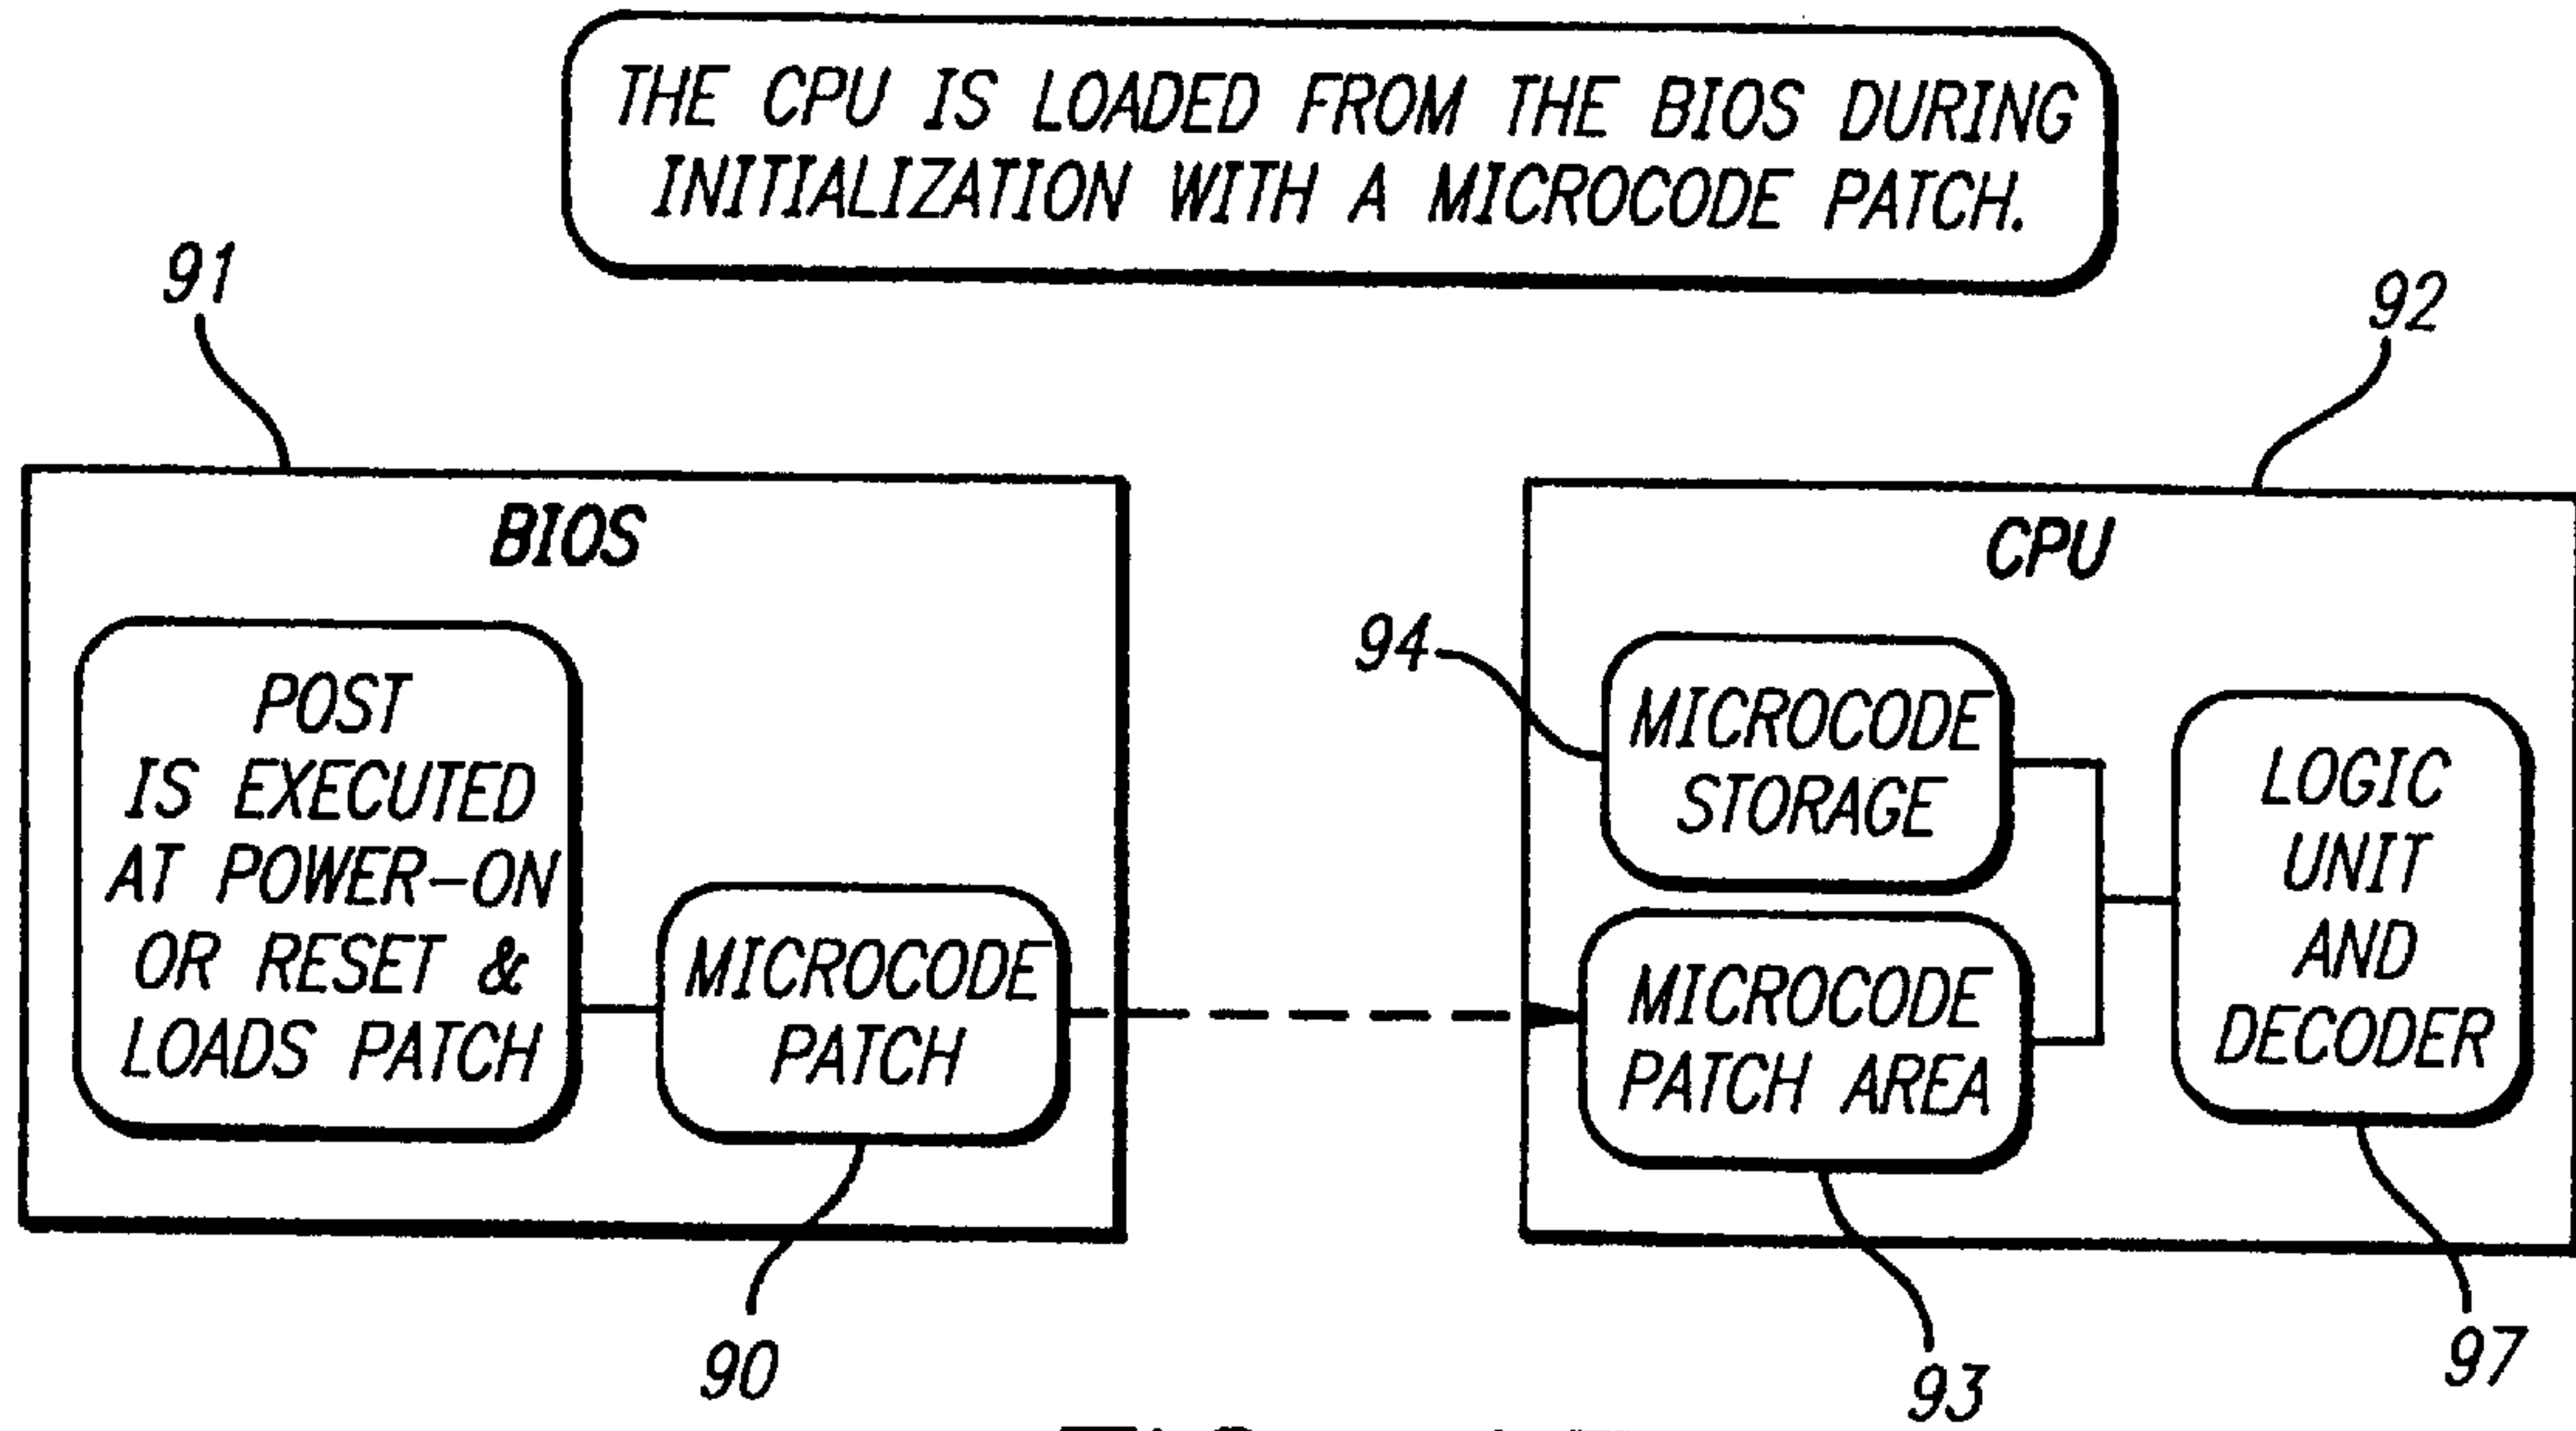 THE CPU IS LOADED FROM THE BIOS DURING
INITIALIZATION WITH A MICROCODE PATCH.
91
92
BIOS
CPU
POST
IS EXECUTED
AT POWER-ON
OR RESET &
LOADS PATCH
MICROCODE
PATCH
94
MICROCODE
STORAGE
MICROCODE
PATCH AREA
LOGIC
UNIT
AND
DECODER
90
93
97